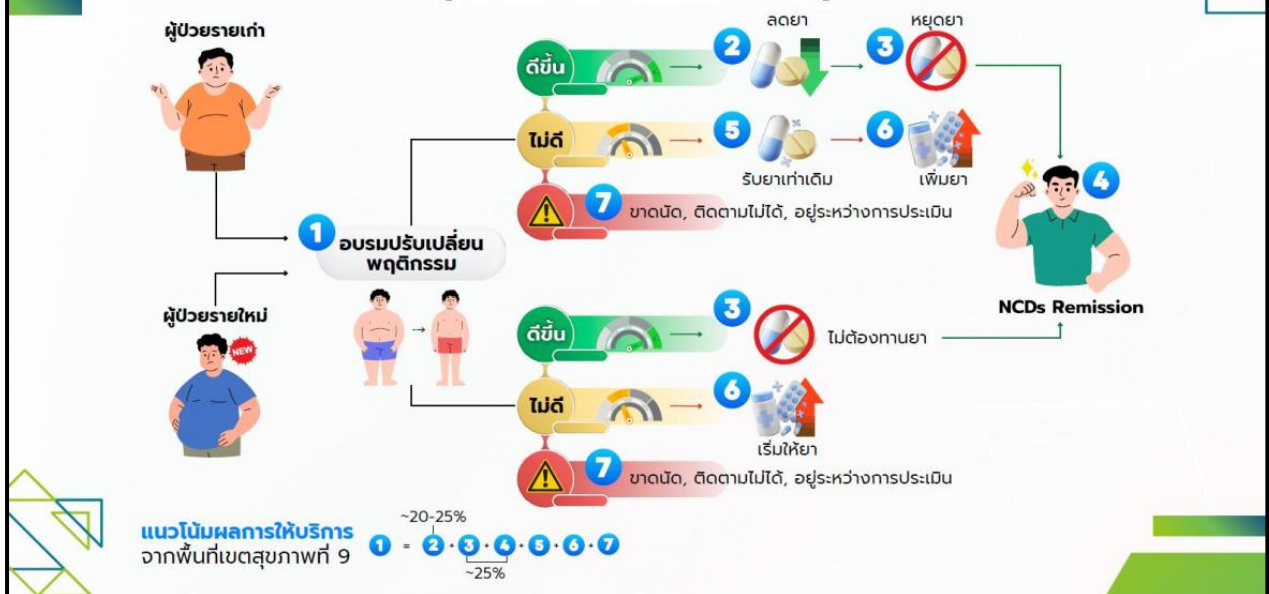 ผู้ป่วยรายเก่า
ดีขึ้น
2
ลดยา
3
หยุดยา
ไม่ดี
5
รับยาเท่าเดิม
6
เพิ่มยา
7 ขาดนัด, ติดตามไม่ได้, อยู่ระหว่างการประเมิน
4
NCDs Remission
1
อบรมปรับเปลี่ยน
พฤติกรรม
ผู้ป่วยรายใหม่
NEW
ดีขึ้น
3
ไม่ต้องทานยา
ไม่ดี
6
เริ่มให้ยา
7 ขาดนัด, ติดตามไม่ได้, อยู่ระหว่างการประเมิน
แนวโน้มผลการให้บริการ
จากพื้นที่เขตสุขภาพที่ 9
~20-25%
1 = 2 + 3 + 4 + 5 + 6 + 7
~25%